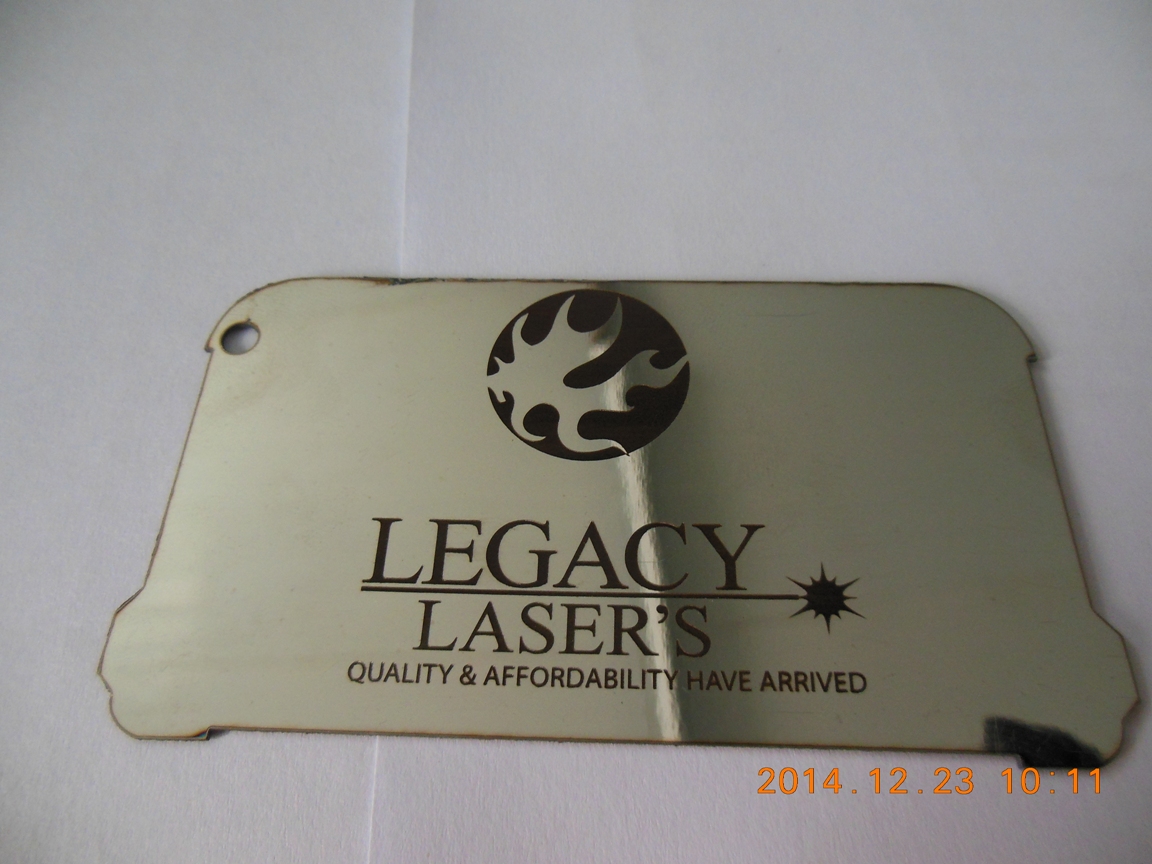 LEGACY
LASER'S
QUALITY & AFFORDABILITY HAVE ARRIVED
2014.12.23 10:11